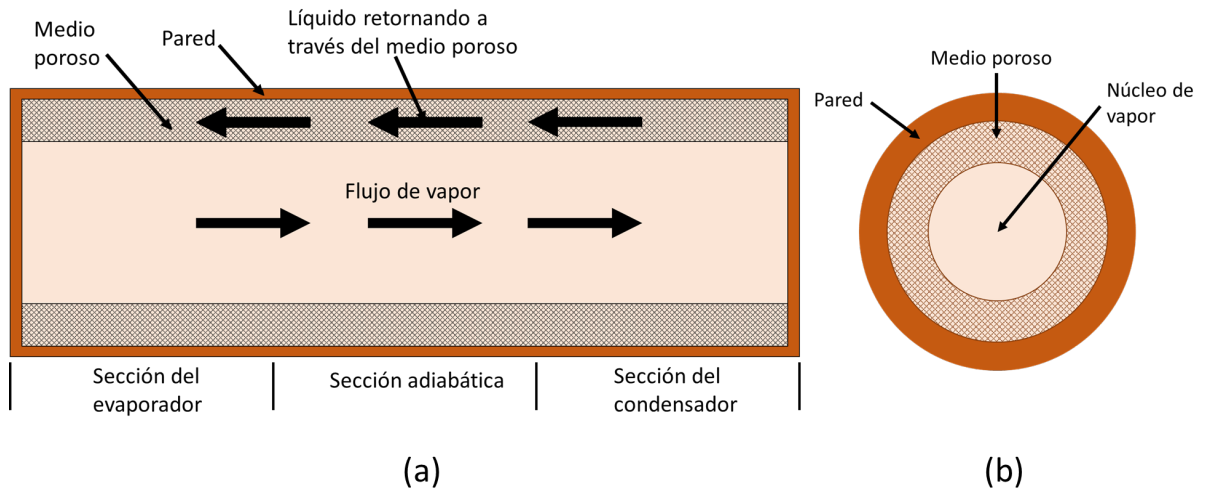 Medio
poroso
Pared
Líquido retornando a
través del medio poroso
Flujo de vapor
Sección del
evaporador
Sección adiabática
Sección del
condensador
(a)
Medio poroso
Pared
Núcleo de
vapor
(b)